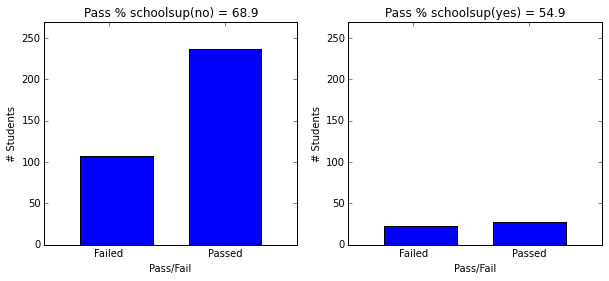 Pass % schoolsup(no) = 68.9
# Students
250
200
150
100
50
0
Failed Passed
Pass/Fail
Pass % schoolsup(yes) = 54.9
# Students
250
200
150
100
50
0
Failed Passed
Pass/Fail